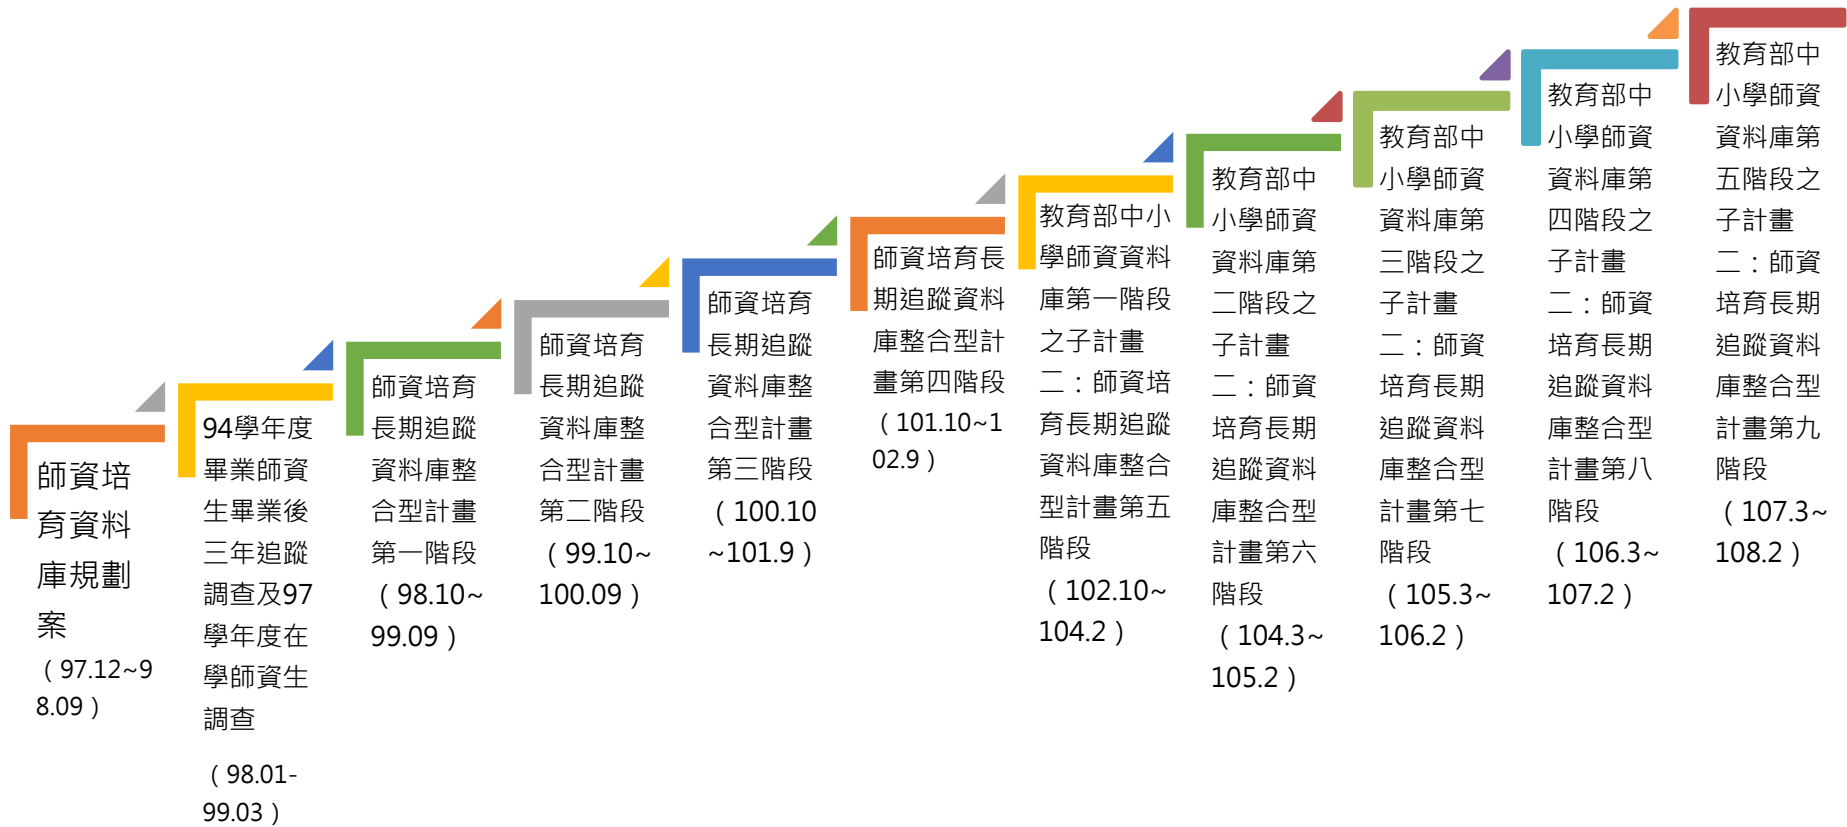 師資培
育資料
庫規劃
案
（97.12~9
8.09）
94學年度
畢業師資
生畢業後
三年追蹤
調查及97
學年度在
學師資生
調查
（98.01-
99.03）
師資培育
長期追蹤
資料庫整
合型計畫
第一階段
（98.10~
99.09）
師資培育
長期追蹤
資料庫整
合型計畫
第二階段
（99.10~
100.09）
師資培育
長期追蹤
資料庫整
合型計畫
第三階段
（100.10
~101.9）
師資培育長
期追蹤資料
庫整合型計
畫第四階段
（101.10~1
02.9）
教育部中小
學師資資料
庫第一階段
之子計畫
二：師資培
育長期追蹤
資料庫整合
型計畫第五
階段
（102.10~
104.2）
教育部中
小學師資
資料庫第
二階段之
子計畫
二：師資
培育長期
追蹤資料
庫整合型
計畫第六
階段
（104.3~
105.2）
教育部中
小學師資
資料庫第
三階段之
子計畫
二：師資
培育長期
追蹤資料
庫整合型
計畫第七
階段
（105.3~
106.2）
教育部中
小學師資
資料庫第
四階段之
子計畫
二：師資
培育長期
追蹤資料
庫整合型
計畫第八
階段
（106.3~
107.2）
教育部中
小學師資
資料庫第
五階段之
子計畫
二：師資
培育長期
追蹤資料
庫整合型
計畫第九
階段
（107.3~
108.2）